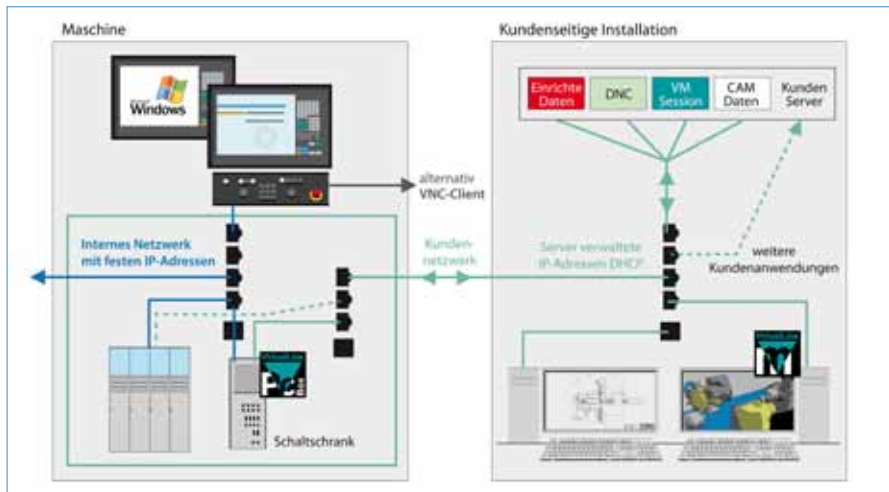 Maschine
Windows
alternativ
VNC-Client
Internes Netzwerk
mit festen IP-Adressen
Kunden-
netzwerk
Schaltschrank
Kundenseitige Installation
Einrichte
Daten
DNC
VM
Session
CAM
Daten
Kunden
Server
Server verwaltete
IP-Adressen DHCP
weitere
Kundenanwendungen